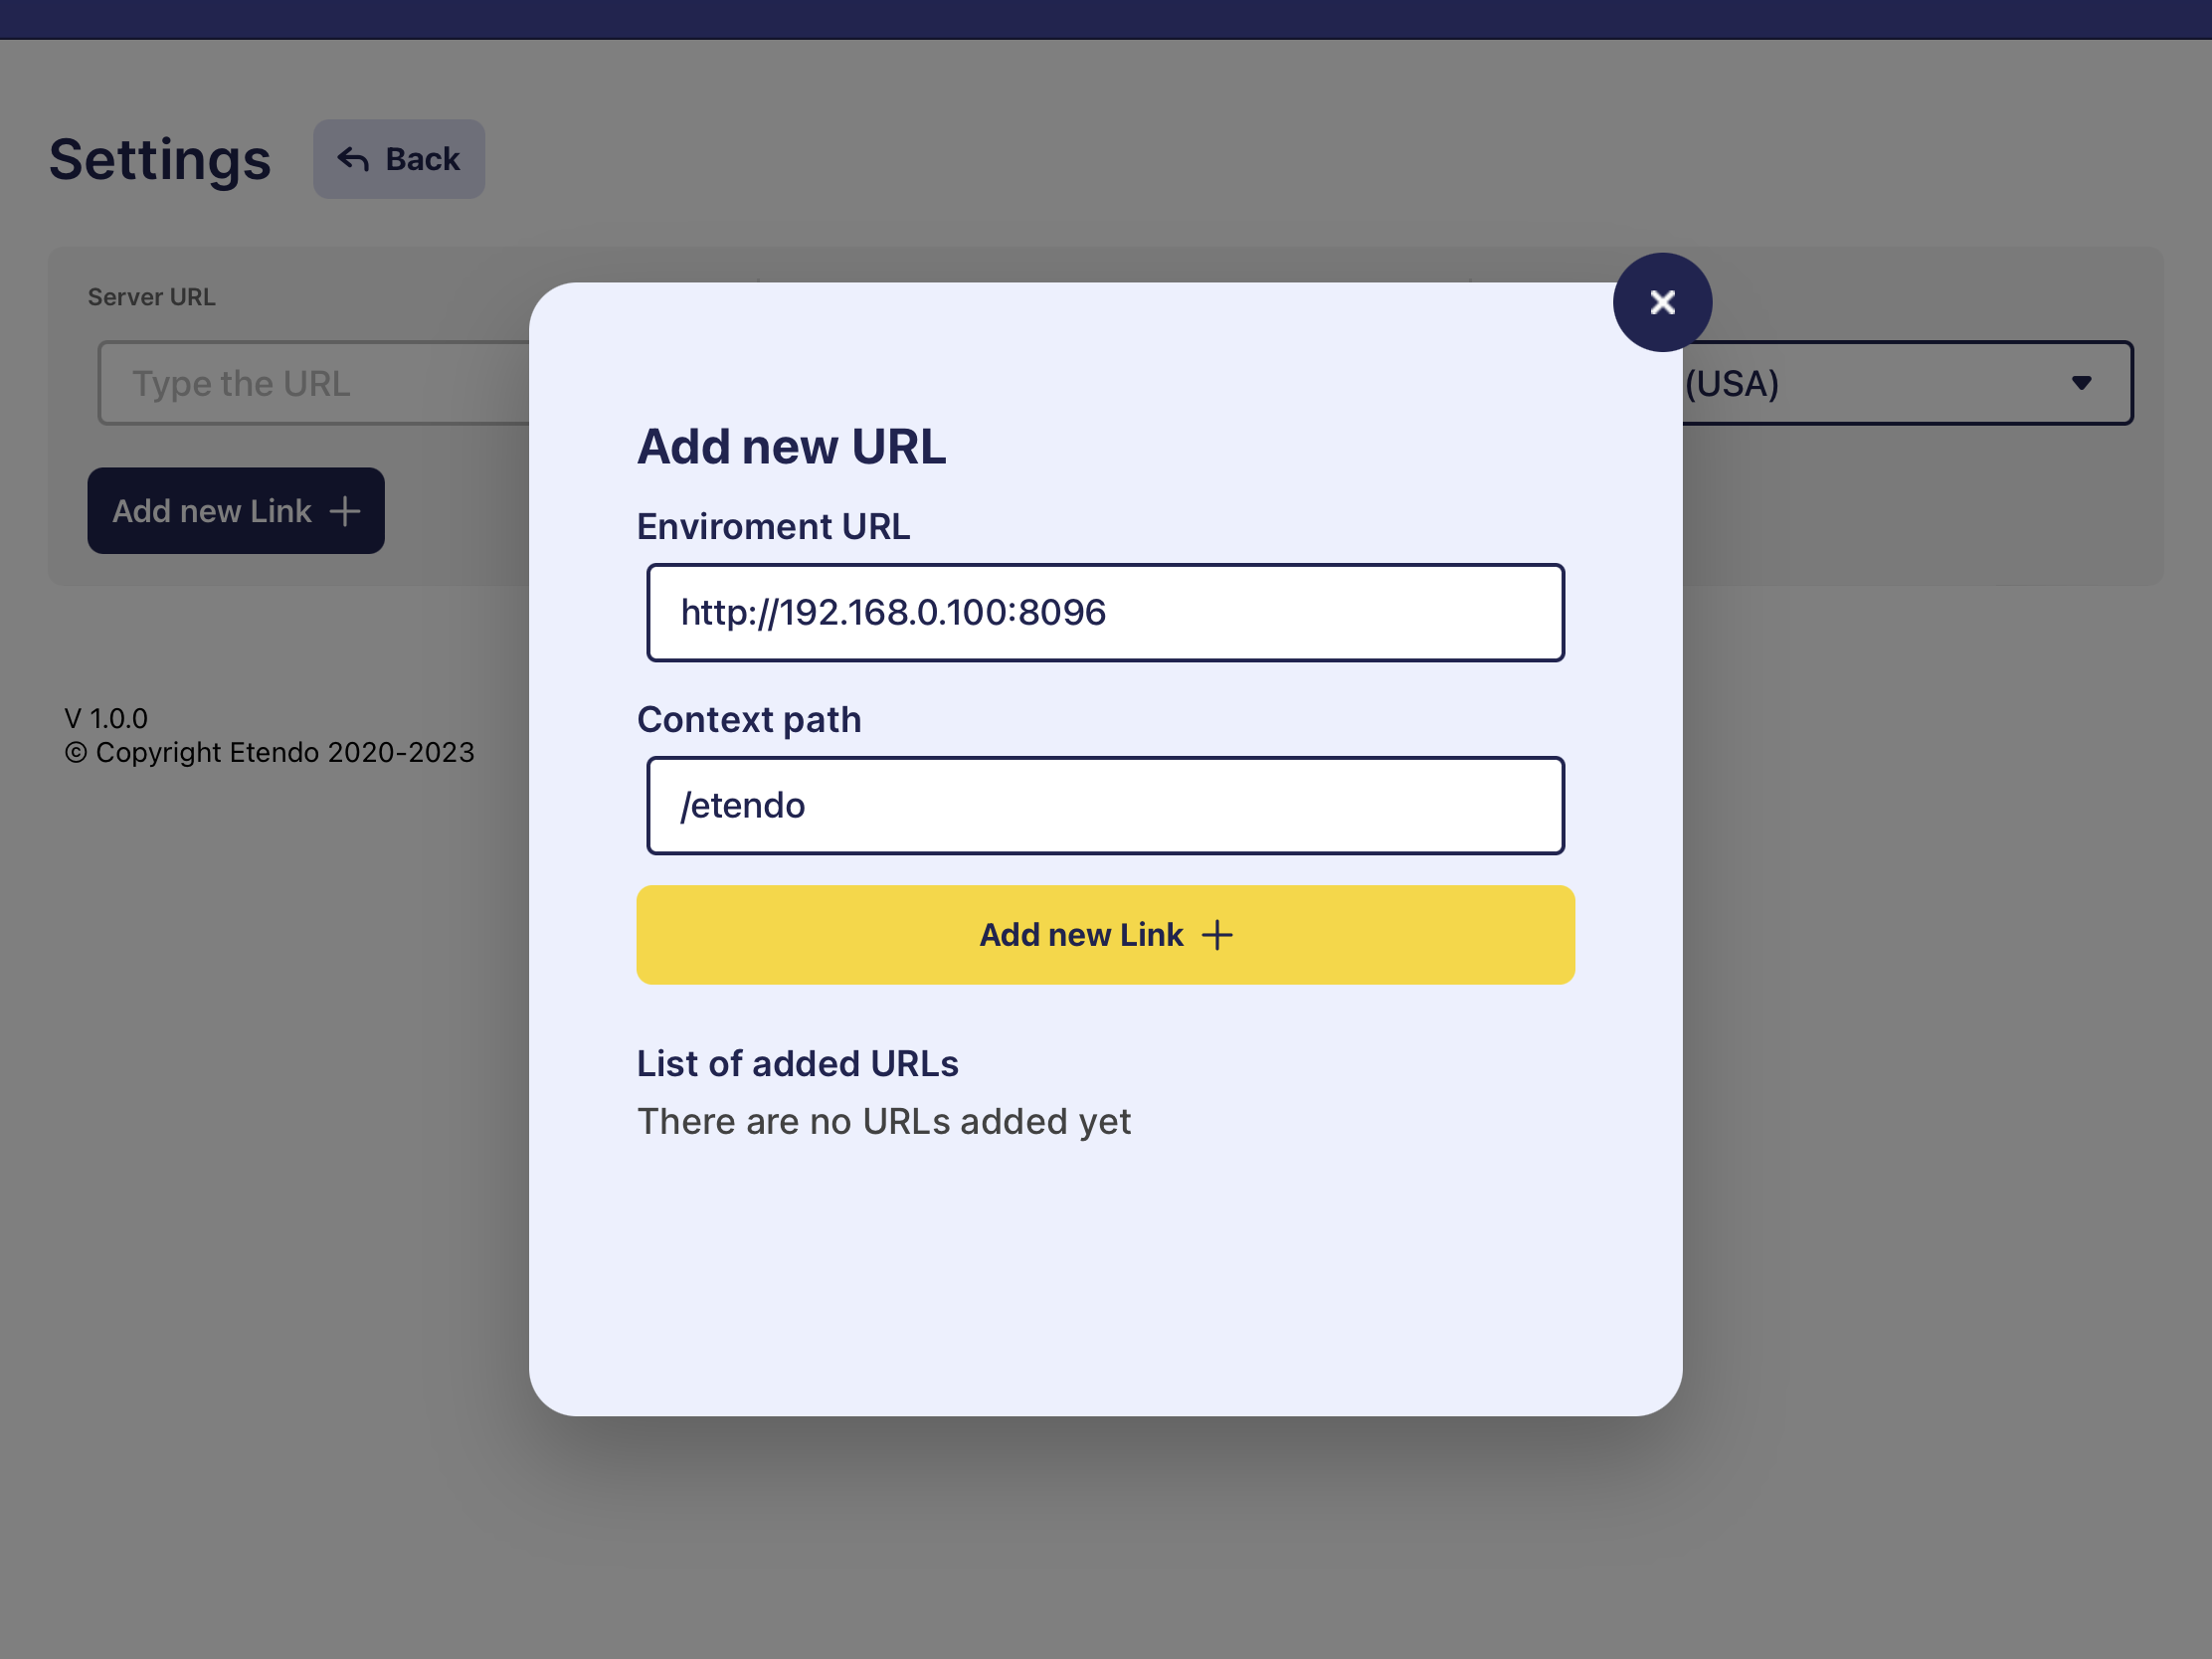 Settings
Back
Server URL
Type the URL
(USA)
Add new Link
Add new URL
Enviroment URL
http://192.168.0.100:8096
Context path
/etendo
Add new Link
List of added URLs
There are no URLs added yet
V 1.0.0
© Copyright Etendo 2020-2023